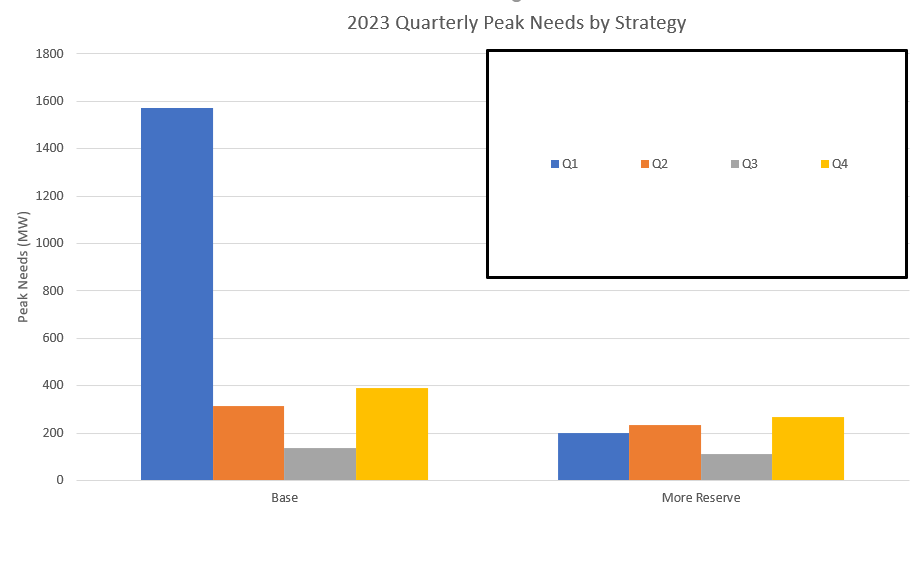 2023 Quarterly Peak Needs by Strategy
1800
1600
1400
1200
1000
800
600
400
200
0
Peak Needs (MW)
Q1 Q2 Q3 Q4
Base More Reserve